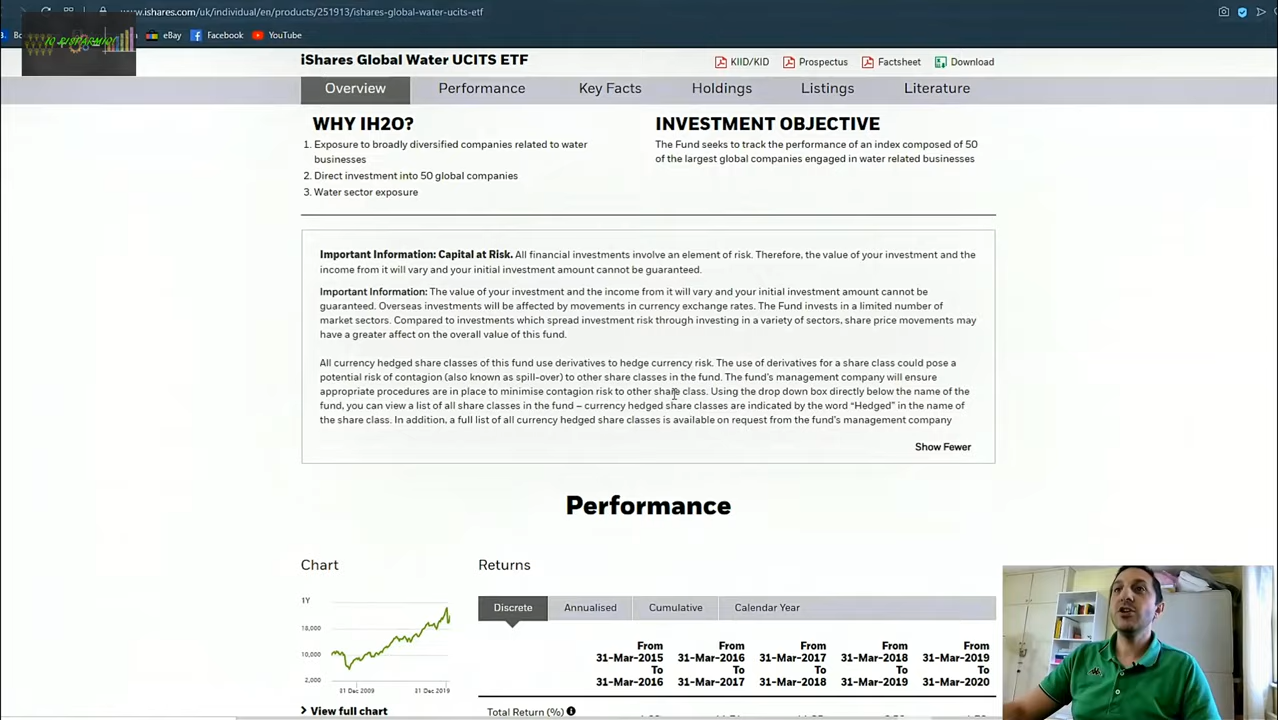 www.ishares.com/uk/individual/en/products/251913/ishares-global-water-ucits-etf
IO RISPARMIO
eBay Facebook YouTube
iShares Global Water UCITS ETF
KIID/KID Prospectus Factsheet Download
Overview Performance Key Facts Holdings Listings Literature
WHY IH2O?
1. Exposure to broadly diversified companies related to water
businesses
2. Direct investment into 50 global companies
3. Water sector exposure
INVESTMENT OBJECTIVE
The Fund seeks to track the performance of an index composed of 50
of the largest global companies engaged in water related businesses
Important Information: Capital at Risk. All financial investments involve an element of risk. Therefore, the value of your investment and the
income from it will vary and your initial investment amount cannot be guaranteed.
Important Information: The value of your investment and the income from it will vary and your initial investment amount cannot be
guaranteed. Overseas investments will be affected by movements in currency exchange rates. The Fund invests in a limited number of
market sectors. Compared to investments which spread investment risk through investing in a variety of sectors, share price movements may
have a greater affect on the overall value of this fund.
All currency hedged share classes of this fund use derivatives to hedge currency risk. The use of derivatives for a share class could pose a
potential risk of contagion (also known as spill-over) to other share classes in the fund. The fund's management company will ensure
appropriate procedures are in place to minimise contagion risk to other share class. Using the drop down box directly below the name of the
fund, you can view a list of all share classes in the fund – currency hedged share classes are indicated by the word “Hedged” in the name of
the share class. In addition, a full list of all currency hedged share classes is available on request from the fund's management company
Show Fewer
Performance
Chart
1Y
18,000
10,000
2,000
31 Dec 2009 31 Dec 2019
View full chart
Returns
Discrete Annualised Cumulative Calendar Year
From From From From From
31-Mar-2015 31-Mar-2016 31-Mar-2017 31-Mar-2018 31-Mar-2019
To To To To To
31-Mar-2016 31-Mar-2017 31-Mar-2018 31-Mar-2019 31-Mar-2020
Total Return (%)